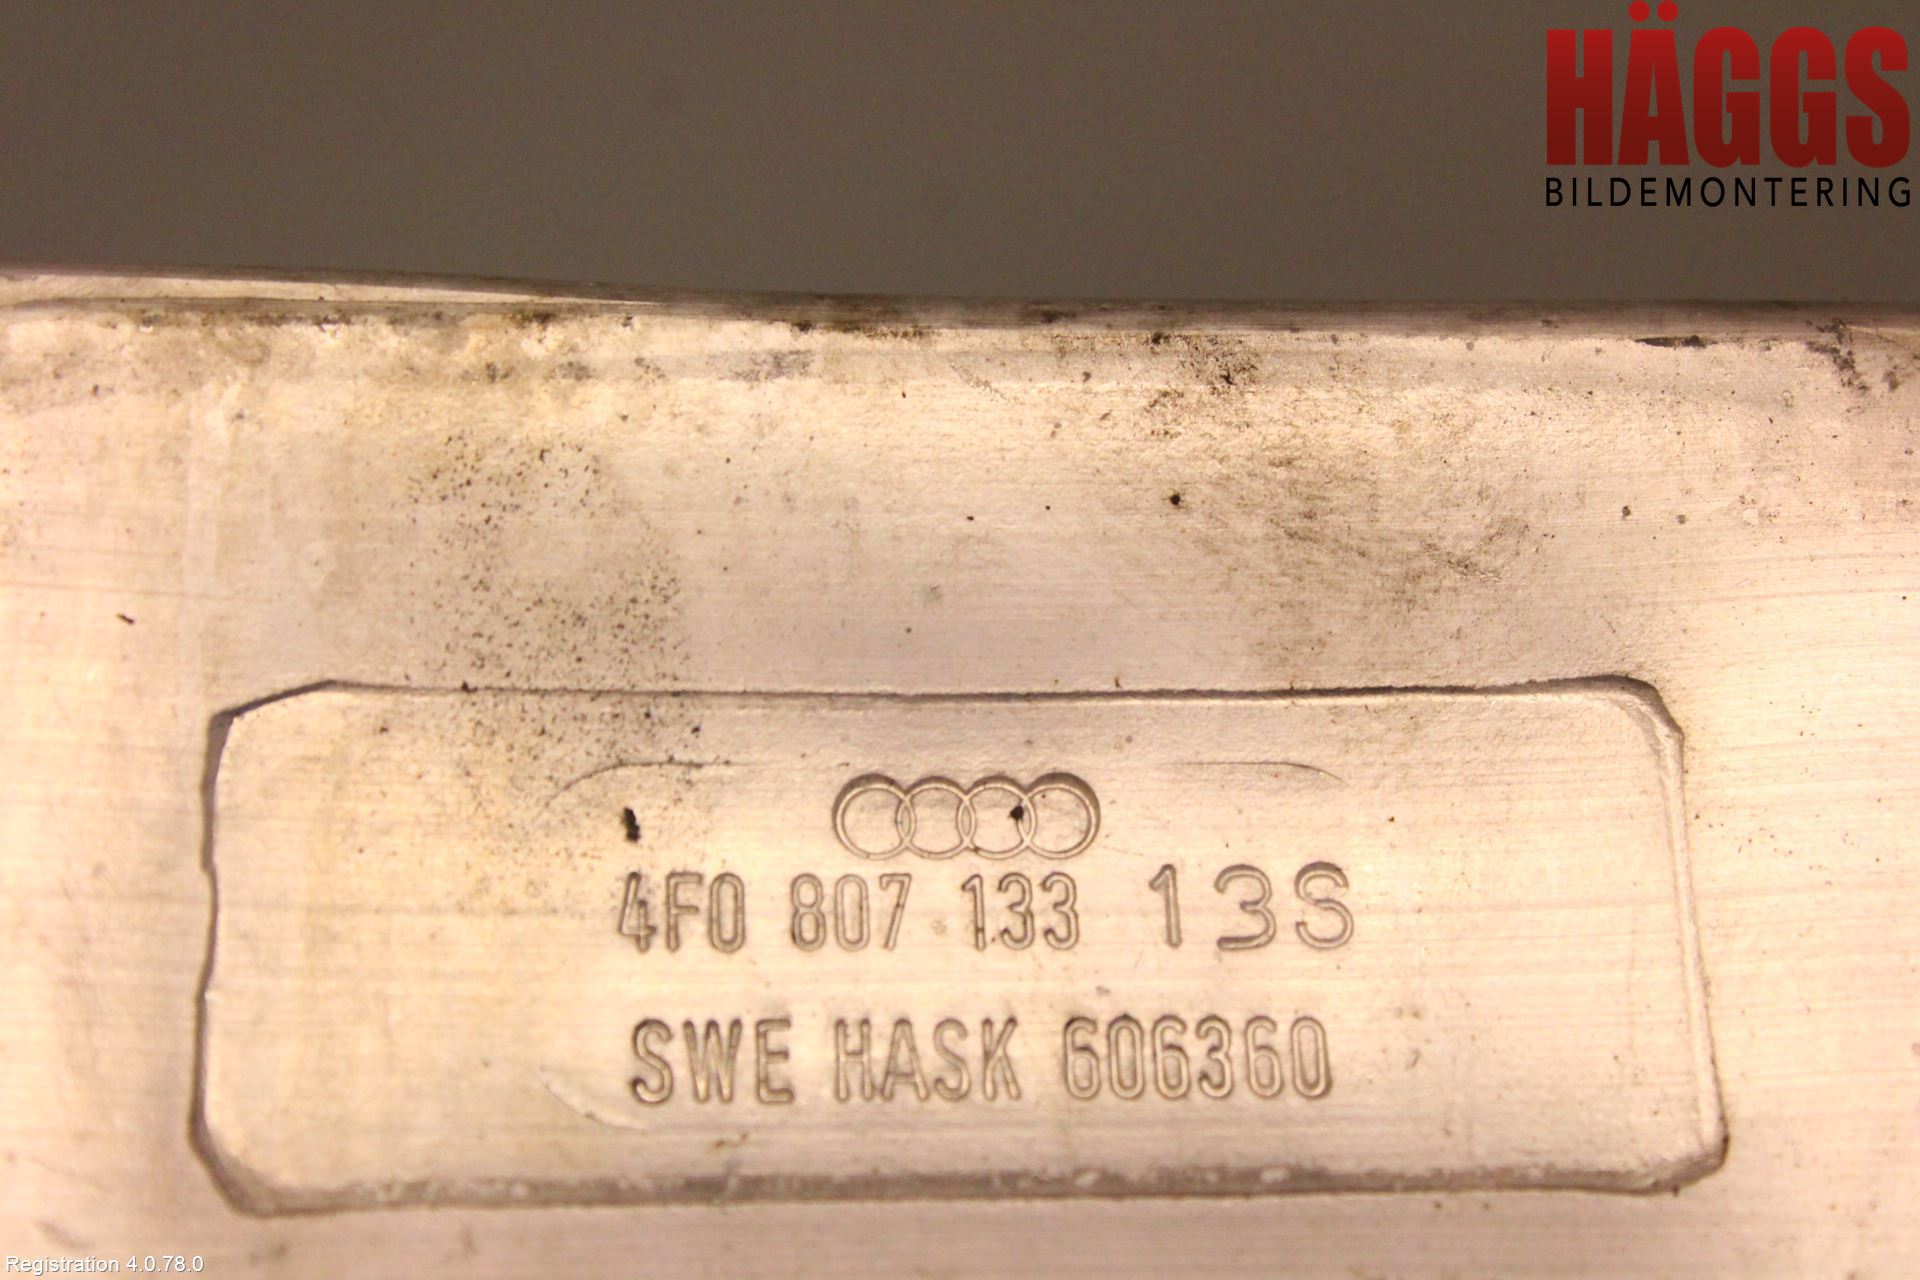 HÄGGS
BILDEMONTERING
4F0 807 133 13S
SWE HASK 606360
Registration 4.0.78.0